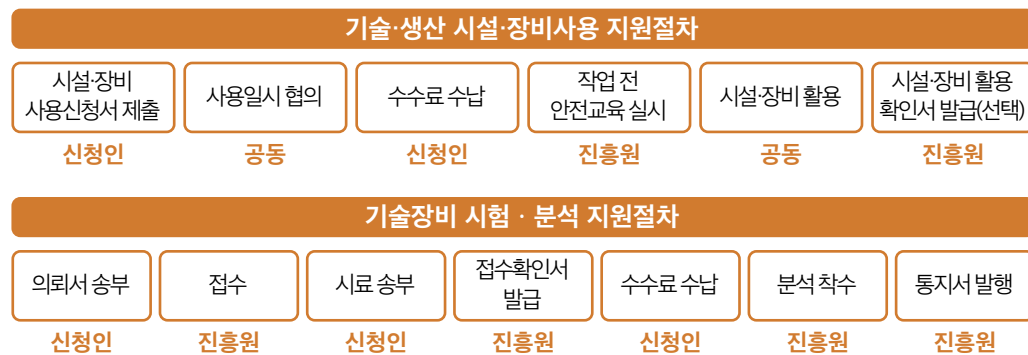 기술·생산 시설·장비사용 지원절차
시설·장비
사용신청서 제출
사용일시 협의
수수료 수납
작업 전
안전교육 실시
시설·장비 활용
시설·장비 활용
확인서 발급(선택)
신청인
공동
신청인
진흥원
공동
진흥원
기술장비 시험 · 분석 지원절차
의뢰서 송부
접수
시료 송부
접수확인서
발급
수수료 수납
분석 착수
통지서 발행
신청인
진흥원
신청인
진흥원
신청인
진흥원
진흥원